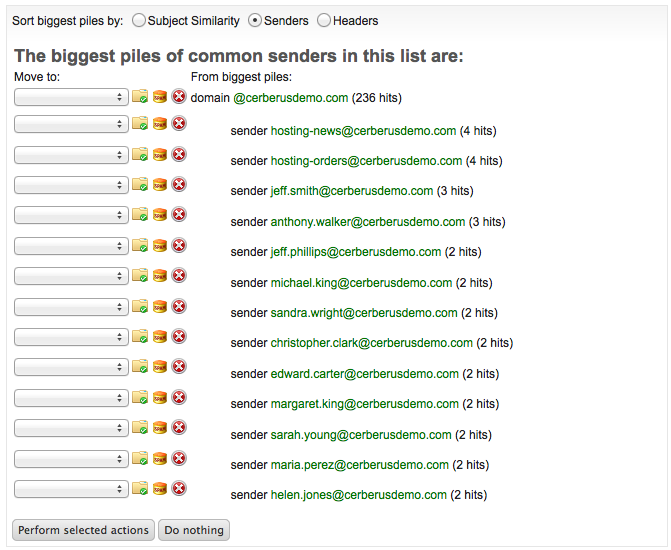 Sort biggest piles by: Subject Similarity Senders Headers
The biggest piles of common senders in this list are:
Move to: From biggest piles:
domain @cerberusdemo.com (236 hits)
sender hosting-news@cerberusdemo.com (4 hits)
sender hosting-orders@cerberusdemo.com (4 hits)
sender jeff.smith@cerberusdemo.com (3 hits)
sender anthony.walker@cerberusdemo.com (3 hits)
sender jeff.phillips@cerberusdemo.com (2 hits)
sender michael.king@cerberusdemo.com (2 hits)
sender sandra.wright@cerberusdemo.com (2 hits)
sender christopher.clark@cerberusdemo.com (2 hits)
sender edward.carter@cerberusdemo.com (2 hits)
sender margaret.king@cerberusdemo.com (2 hits)
sender sarah.young@cerberusdemo.com (2 hits)
sender maria.perez@cerberusdemo.com (2 hits)
sender helen.jones@cerberusdemo.com (2 hits)
Perform selected actions Do nothing